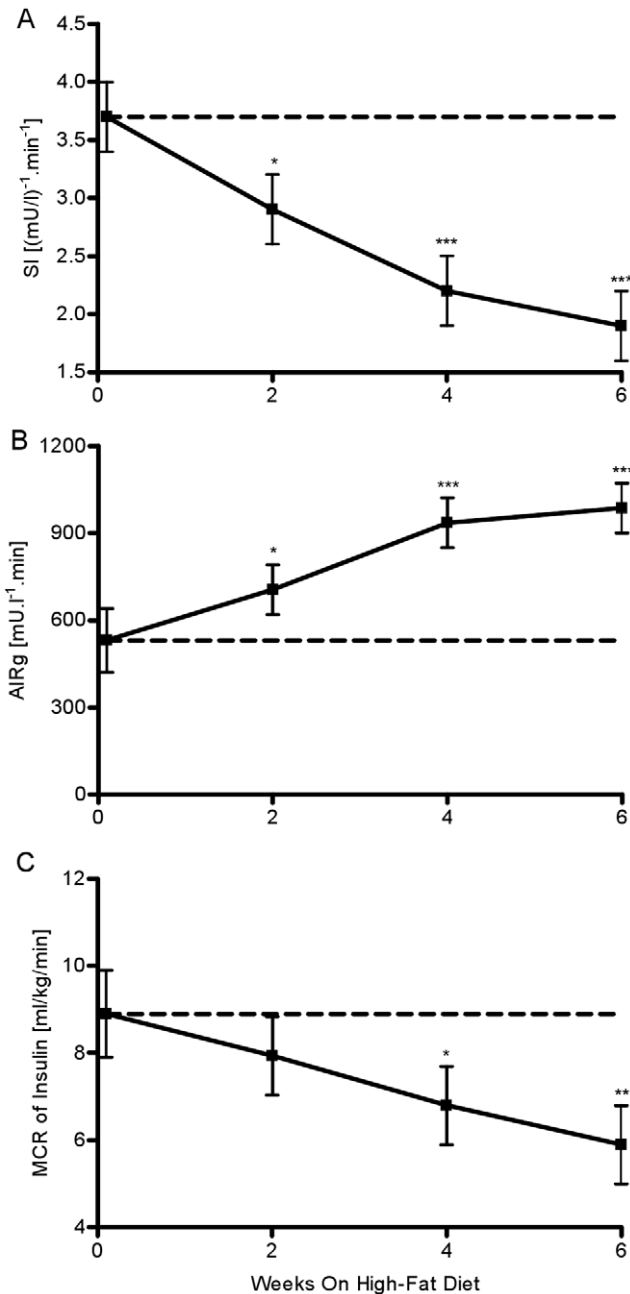 A
4.5
4.0
3.5
3.0
2.5
2.0
1.5
SI [(mU/l)⁻¹.min⁻¹]
*
***
***
0 2 4 6
B
1200
900
600
300
0
AIRg [mU.l⁻¹.min]
*
***
***
0 2 4 6
C
12
10
8
6
4
MCR of Insulin [ml/kg/min]
*
**
0 2 4 6
Weeks On High-Fat Diet